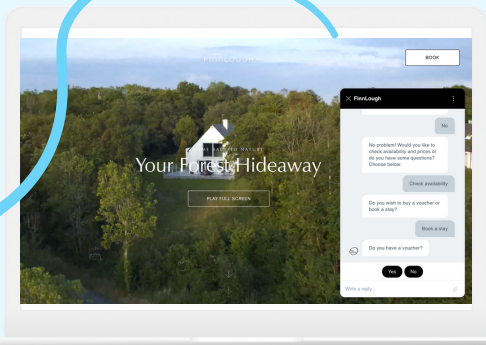 FINNLOUGH
BOOK
Your Forest Hideaway
PLAY FULL SCREEN
FinnLough
No
No problem! Would you like to
check availability and prices or
do you have some questions?
Choose below:
Check availability
Do you wish to buy a voucher or
book a stay?
Book a stay
Do you have a voucher?
Yes
No
Write a reply...